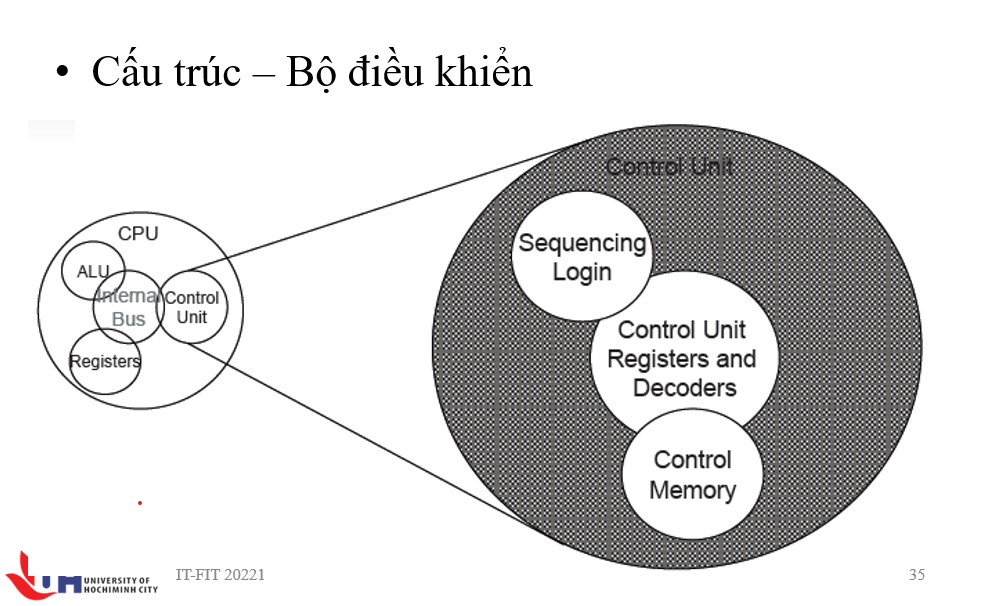 • Cấu trúc – Bộ điều khiển
CPU
ALU
Internal
Bus
Control
Unit
Registers
Control Unit
Sequencing
Login
Control Unit
Registers and
Decoders
Control
Memory
UM
UNIVERSITY OF
HOCHIMINH CITY
IT-FIT 20221
35